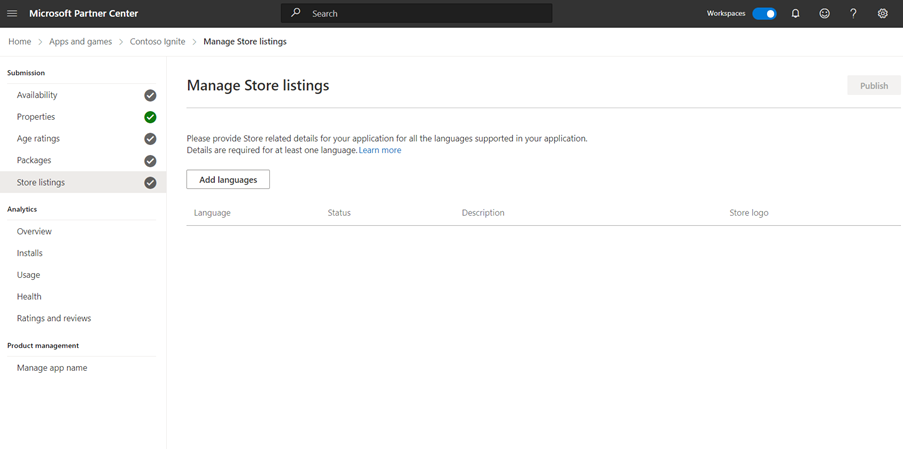 Microsoft Partner Center
Search
Workspaces
Home > Apps and games > Contoso Ignite > Manage Store listings
Submission
Availability
Properties
Age ratings
Packages
Store listings
Analytics
Overview
Installs
Usage
Health
Ratings and reviews
Product management
Manage app name
Manage Store listings
Publish
Please provide Store related details for your application for all the languages supported in your application.
Details are required for at least one language. Learn more
Add languages
Language Status Description Store logo